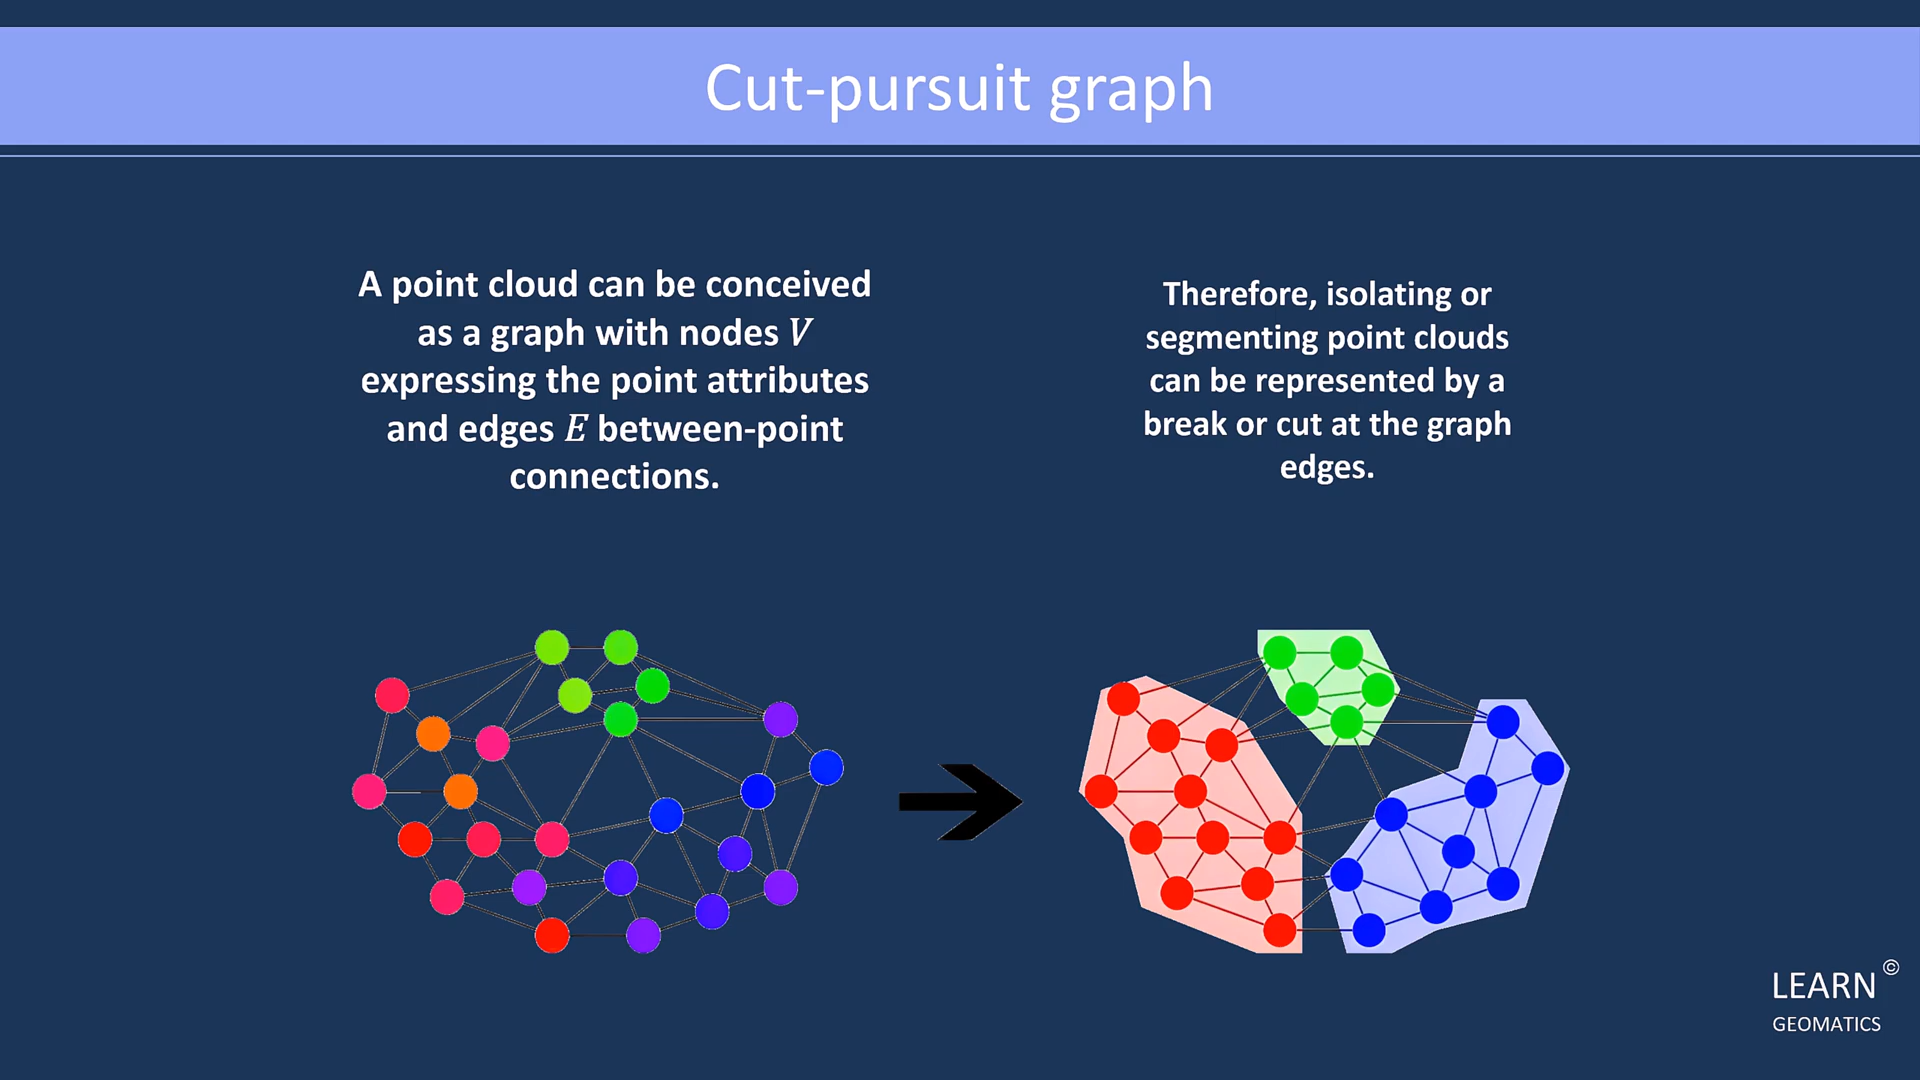 Cut-pursuit graph
A point cloud can be conceived
as a graph with nodes V
expressing the point attributes
and edges E between-point
connections.
Therefore, isolating or
segmenting point clouds
can be represented by a
break or cut at the graph
edges.
LEARN ©
GEOMATICS